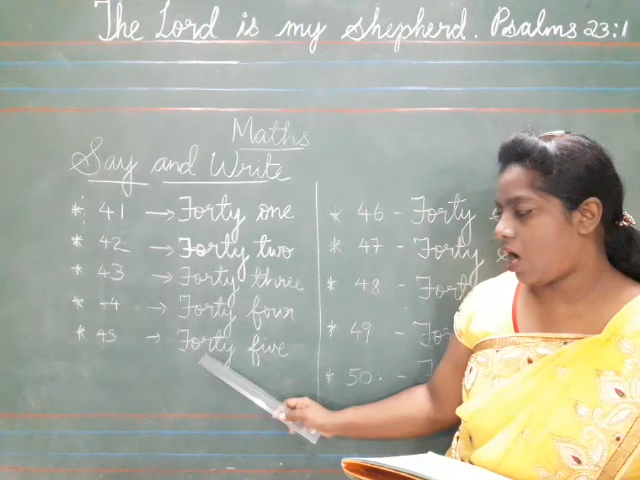 The Lord is my shepherd. Psalms 23:1
Maths
Say and Write
* 41 → Forty one
* 42 → Forty two
* 43 → Forty three
* 44 → Forty four
* 45 → Forty five
* 46 - Forty
* 47 - Forty
* 48 - Forty
* 49 -
* 50. -